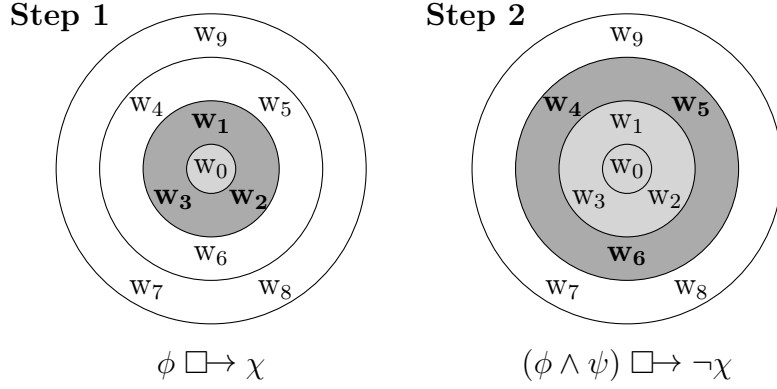 Step 1
w₉
w₄ w₅
w₁
w₀
w₃ w₂
w₆
w₇ w₈
ϕ □→ χ
Step 2
w₉
w₄ w₅
w₁
w₀
w₃ w₂
w₆
w₇ w₈
(ϕ ∧ ψ) □→ ¬χ